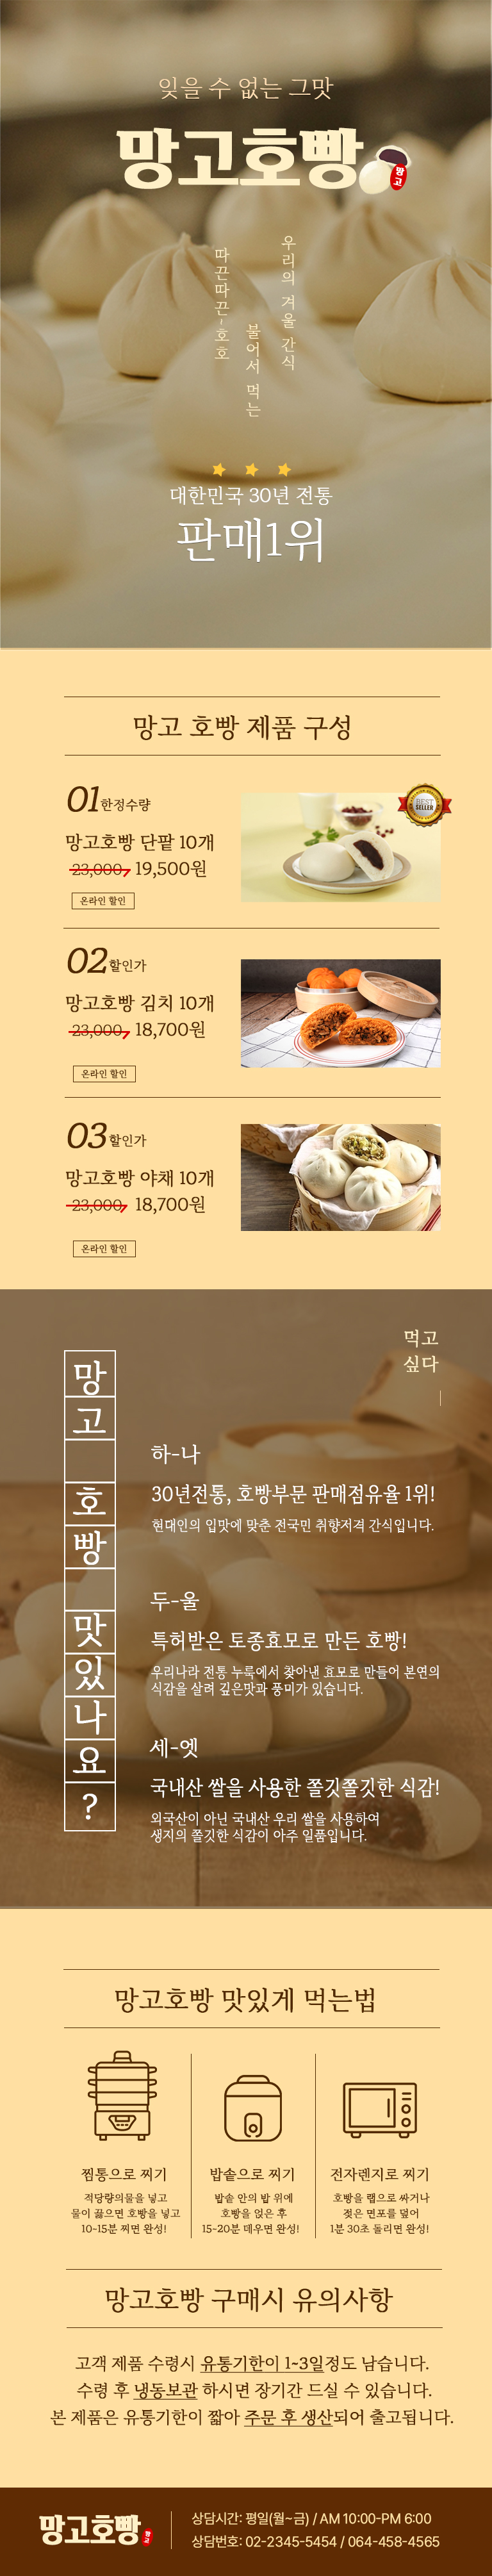 잊을 수 없는 그맛
망고호빵
망고
우리의 겨울 간식
불어서 먹는
따끈따끈~호호
대한민국 30년 전통
판매1위
망고 호빵 제품 구성
01 한정수량
BEST
SELLER
망고호빵 단팥 10개
23,000 19,500원
온라인 할인
02 할인가
망고호빵 김치 10개
23,000 18,700원
온라인 할인
03 할인가
망고호빵 야채 10개
23,000 18,700원
온라인 할인
먹고
싶다
망고 호빵 맛있나요?
하-나
30년전통, 호빵부문 판매점유율 1위!
현대인의 입맛에 맞춘 전국민 취향저격 간식입니다.
두-울
특허받은 토종효모로 만든 호빵!
우리나라 전통 누룩에서 찾아낸 효모로 만들어 본연의
식감을 살려 깊은맛과 풍미가 있습니다.
세-엣
국내산 쌀을 사용한 쫄깃쫄깃한 식감!
외국산이 아닌 국내산 우리 쌀을 사용하여
생지의 쫄깃한 식감이 아주 일품입니다.
망고호빵 맛있게 먹는법
찜통으로 찌기
적당량의물을 넣고
물이 끓으면 호빵을 넣고
10~15분 찌면 완성!
밥솥으로 찌기
밥솥 안의 밥 위에
호빵을 얹은 후
15~20분 데우면 완성!
전자렌지로 찌기
호빵을 랩으로 싸거나
젖은 면포를 덮어
1분 30초 돌리면 완성!
망고호빵 구매시 유의사항
고객 제품 수령시 유통기한이 1~3일정도 남습니다.
수령 후 냉동보관 하시면 장기간 드실 수 있습니다.
본 제품은 유통기한이 짧아 주문 후 생산되어 출고됩니다.
망고호빵
망고
상담시간: 평일(월~금) / AM 10:00-PM 6:00
상담번호: 02-2345-5454 / 064-458-4565